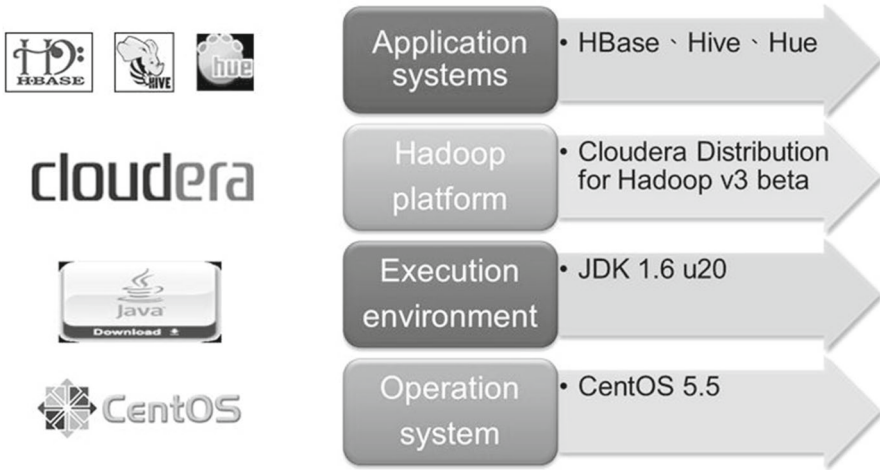 H
HBASE
HIVE
hue
Application
systems
• HBase、Hive、Hue
cloudera
Hadoop
platform
• Cloudera Distribution
for Hadoop v3 beta
Java
Download
Execution
environment
• JDK 1.6 u20
CentOS
Operation
system
• CentOS 5.5